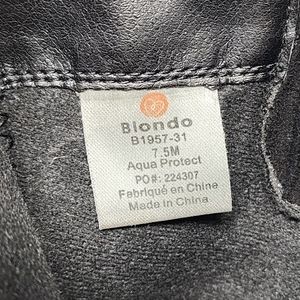 Blondo
B1957-31
7.5M
Aqua Protect
PO#: 224307
Fabriqué en Chine
Made in China